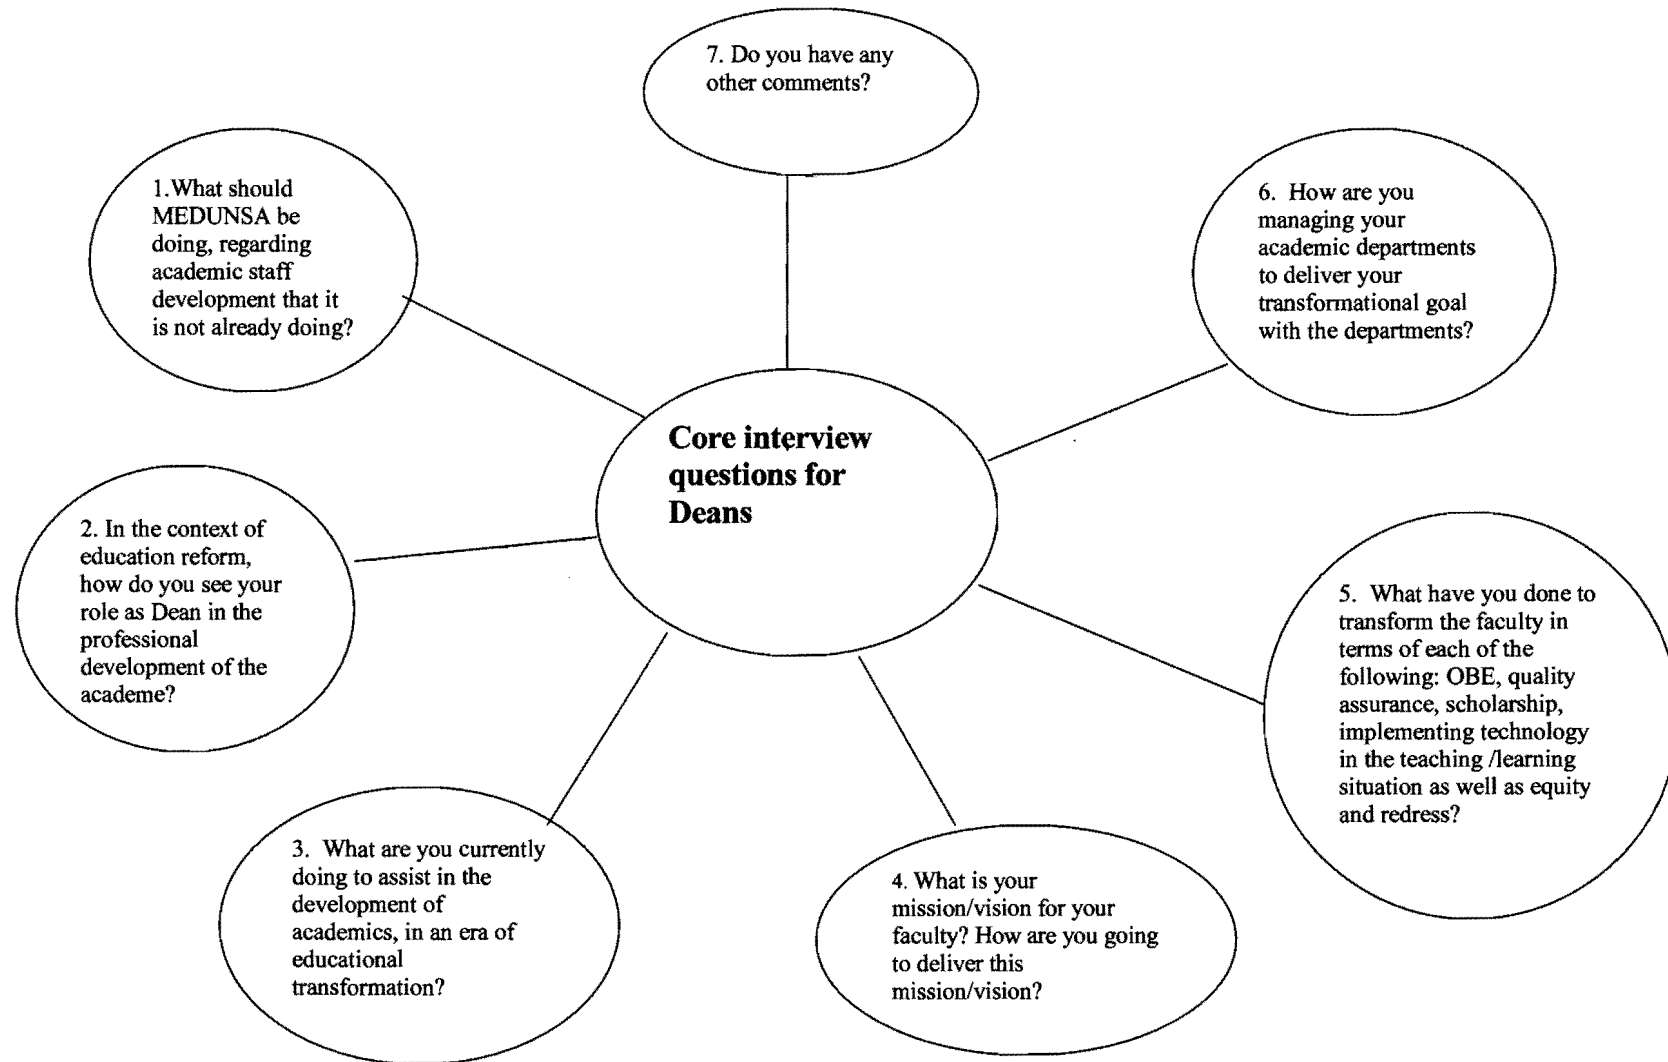 7. Do you have any
other comments?
1.What should
MEDUNSA be
doing, regarding
academic staff
development that it
is not already doing?
6. How are you
managing your
academic departments
to deliver your
transformational goal
with the departments?
Core interview
questions for
Deans
2. In the context of
education reform,
how do you see your
role as Dean in the
professional
development of the
academe?
5. What have you done to
transform the faculty in
terms of each of the
following: OBE, quality
assurance, scholarship,
implementing technology
in the teaching /learning
situation as well as equity
and redress?
3. What are you currently
doing to assist in the
development of
academics, in an era of
educational
transformation?
4. What is your
mission/vision for your
faculty? How are you going
to deliver this
mission/vision?